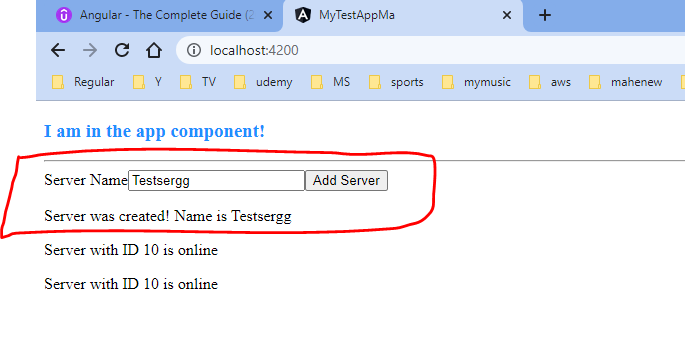 Angular - The Complete Guide (2
MyTestAppMa
localhost:4200
Regular Y TV udemy MS sports mymusic aws mahenew
I am in the app component!
Server Name Testsergg Add Server
Server was created! Name is Testsergg
Server with ID 10 is online
Server with ID 10 is online